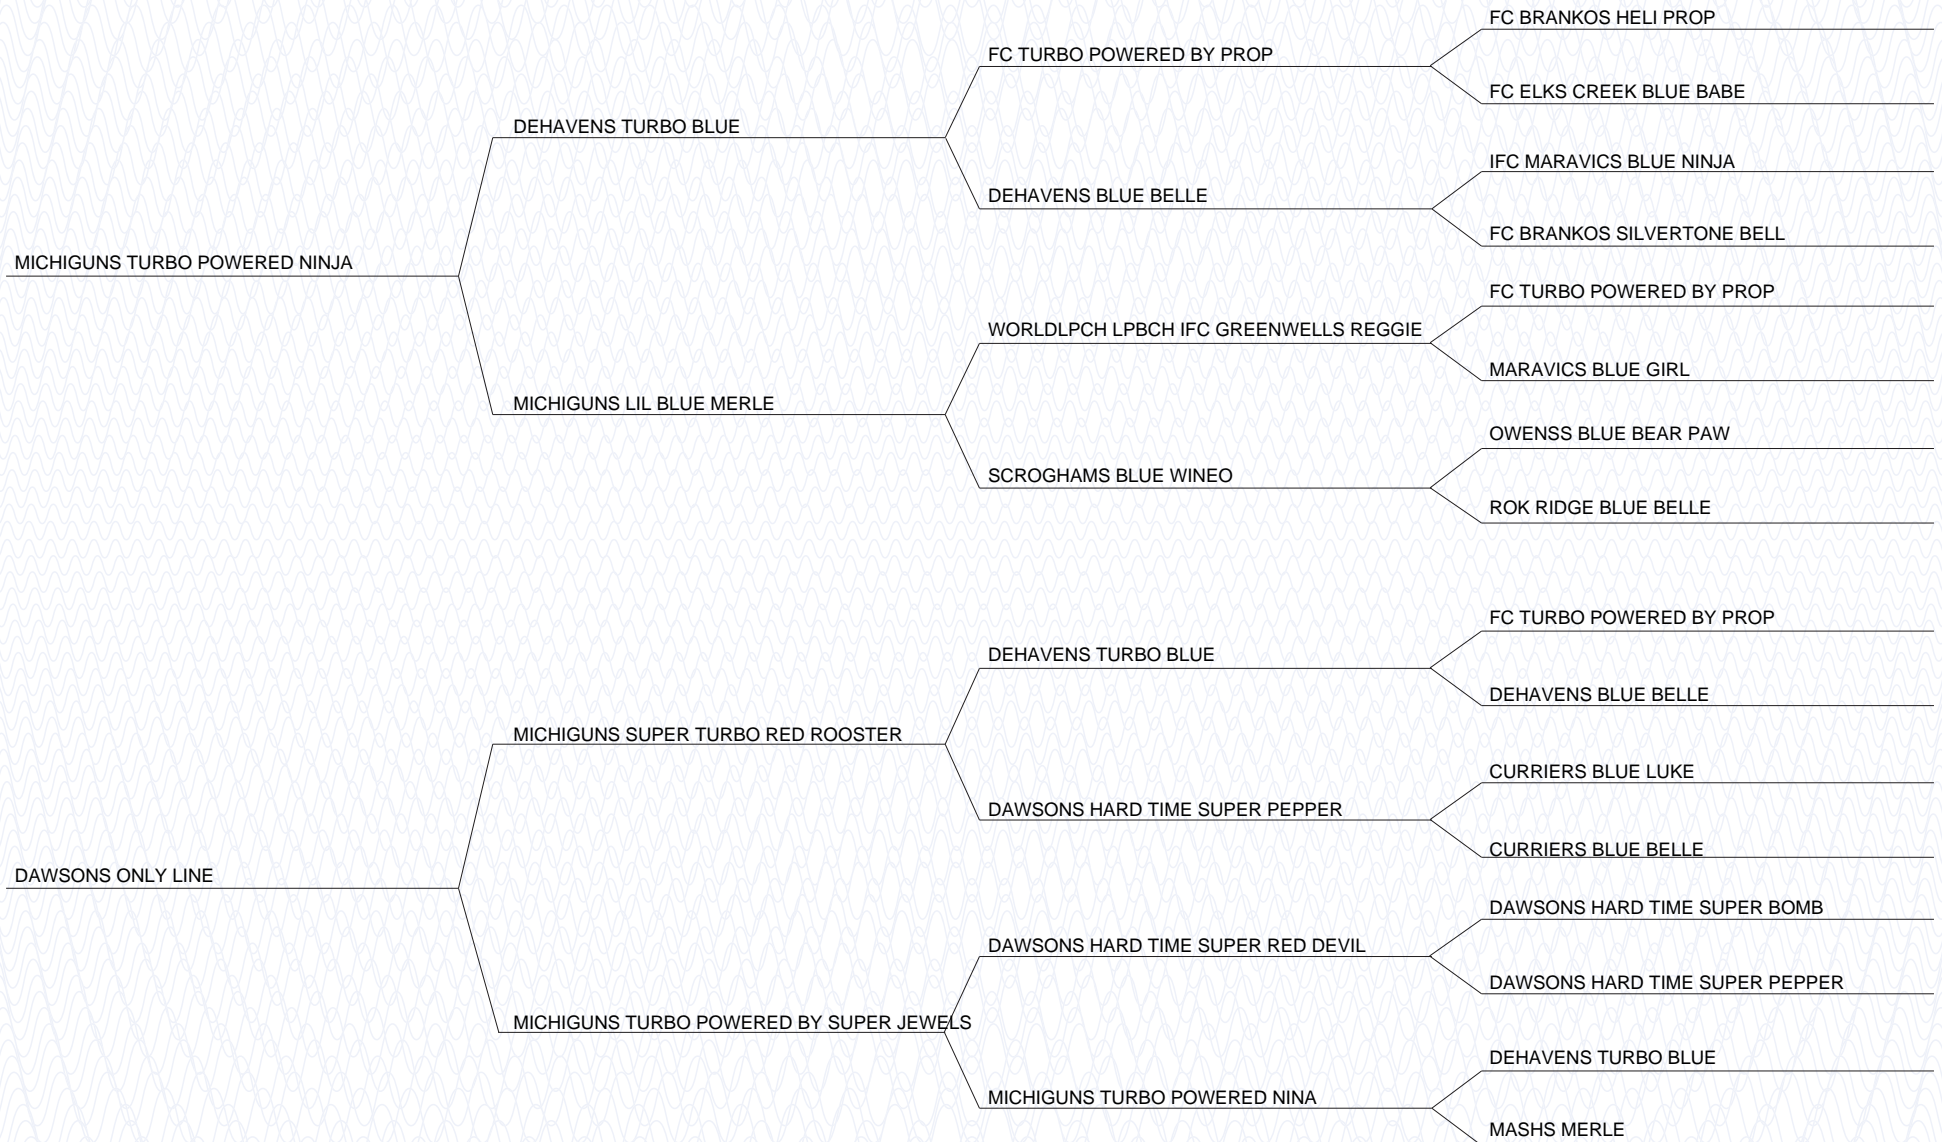 FC BRANKOS HELI PROP
FC TURBO POWERED BY PROP
FC ELKS CREEK BLUE BABE
DEHAVENS TURBO BLUE
IFC MARAVICS BLUE NINJA
DEHAVENS BLUE BELLE
FC BRANKOS SILVERTONE BELL
MICHIGUNS TURBO POWERED NINJA
FC TURBO POWERED BY PROP
WORLDLPCH LPBCH IFC GREENWELLS REGGIE
MARAVICS BLUE GIRL
MICHIGUNS LIL BLUE MERLE
OWENSS BLUE BEAR PAW
SCROGHAMS BLUE WINEO
ROK RIDGE BLUE BELLE
FC TURBO POWERED BY PROP
DEHAVENS TURBO BLUE
DEHAVENS BLUE BELLE
MICHIGUNS SUPER TURBO RED ROOSTER
CURRIERS BLUE LUKE
DAWSONS HARD TIME SUPER PEPPER
CURRIERS BLUE BELLE
DAWSONS ONLY LINE
DAWSONS HARD TIME SUPER BOMB
DAWSONS HARD TIME SUPER RED DEVIL
DAWSONS HARD TIME SUPER PEPPER
MICHIGUNS TURBO POWERED BY SUPER JEWELS
DEHAVENS TURBO BLUE
MICHIGUNS TURBO POWERED NINA
MASHS MERLE